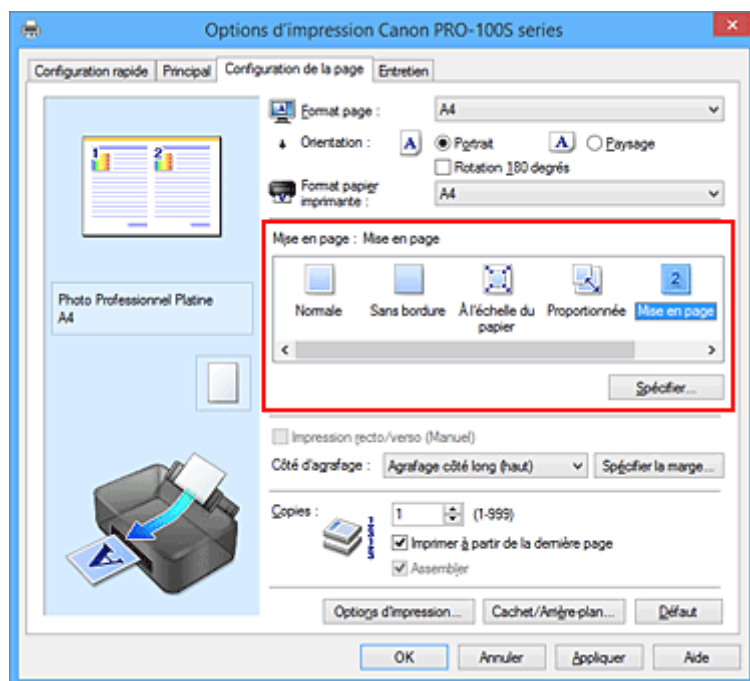 Options d'impression Canon PRO-100S series
Configuration rapide Principal Configuration de la page Entretien
Format page : A4
Orientation : A Portrait A Paysage
Rotation 180 degrés
Format papier imprimante : A4
1 2
Mise en page : Mise en page
2
Normale Sans bordure À l'échelle du papier Proportionnée Mise en page
Spécifier...
Photo Professionnel Platine
A4
Impression recto/verso (Manuel)
Côté d'agrafage : Agrafage côté long (haut) Spécifier la marge...
Copies : 1 (1-999)
Imprimer à partir de la dernière page
Assembler
A
Options d'impression... Cachet/Arrière-plan... Défaut
OK Annuler Appliquer Aide